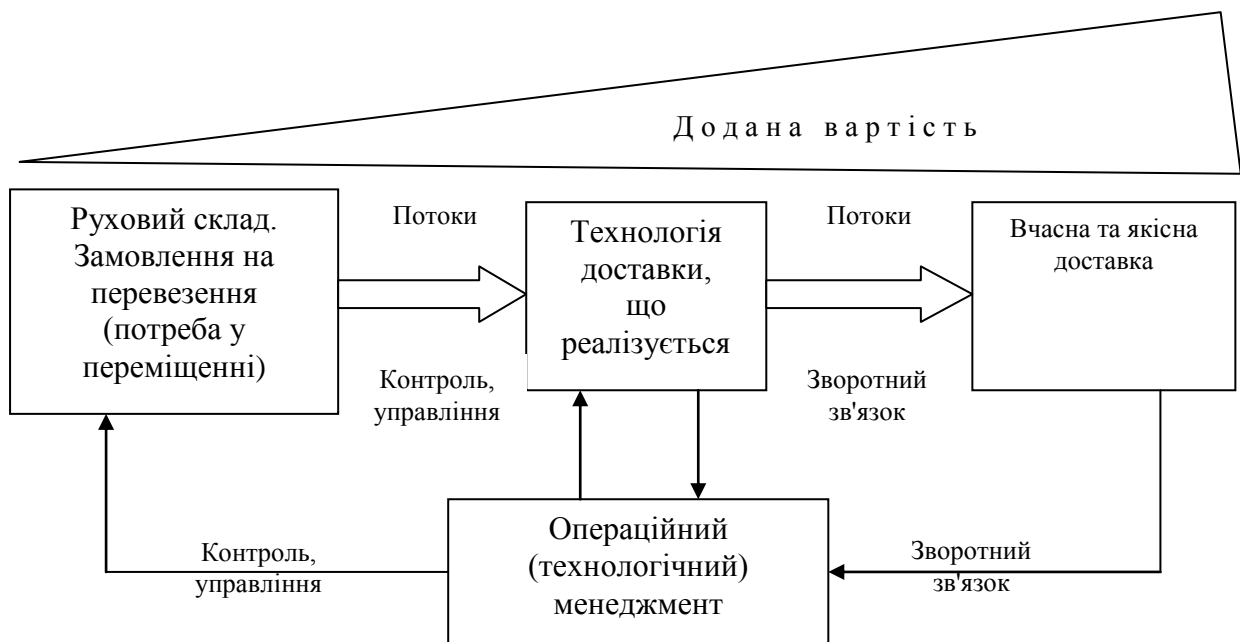 Додана вартість
Руховий склад.
Замовлення на
перевезення
(потреба у
переміщенні)
Потоки
Технологія
доставки,
що
реалізується
Потоки
Вчасна та якісна
доставка
Контроль,
управління
Зворотний
зв'язок
Операційний
(технологічний)
менеджмент
Контроль,
управління
Зворотний
зв'язок